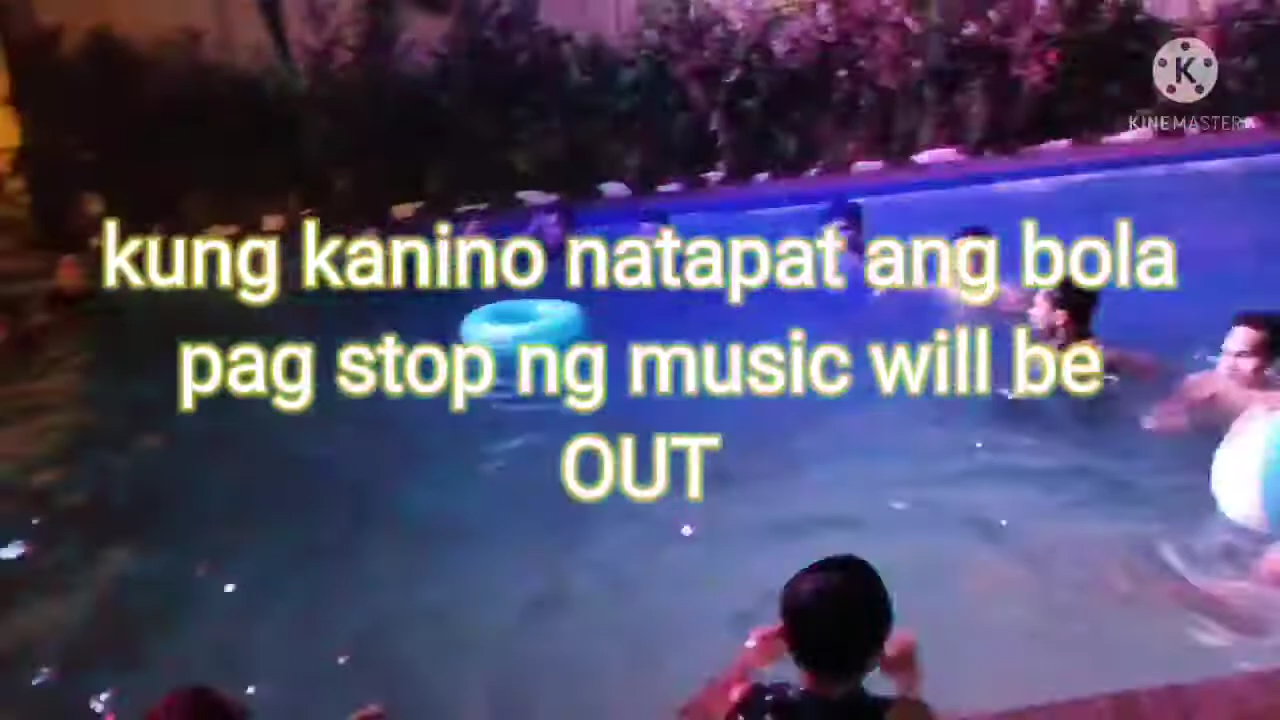 KINEMASTER
kung kanino natapat ang bola
pag stop ng music will be
OUT